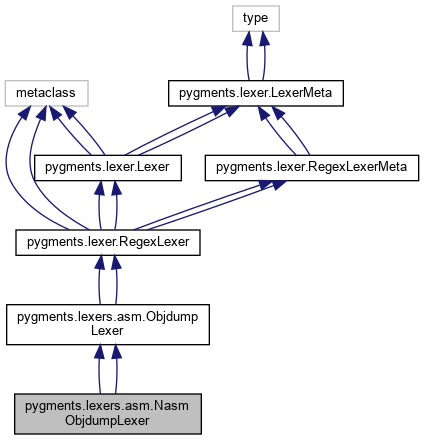 type
metaclass
pygments.lexer.LexerMeta
pygments.lexer.Lexer
pygments.lexer.RegexLexerMeta
pygments.lexer.RegexLexer
pygments.lexers.asm.Objdump
Lexer
pygments.lexers.asm.Nasm
ObjdumpLexer